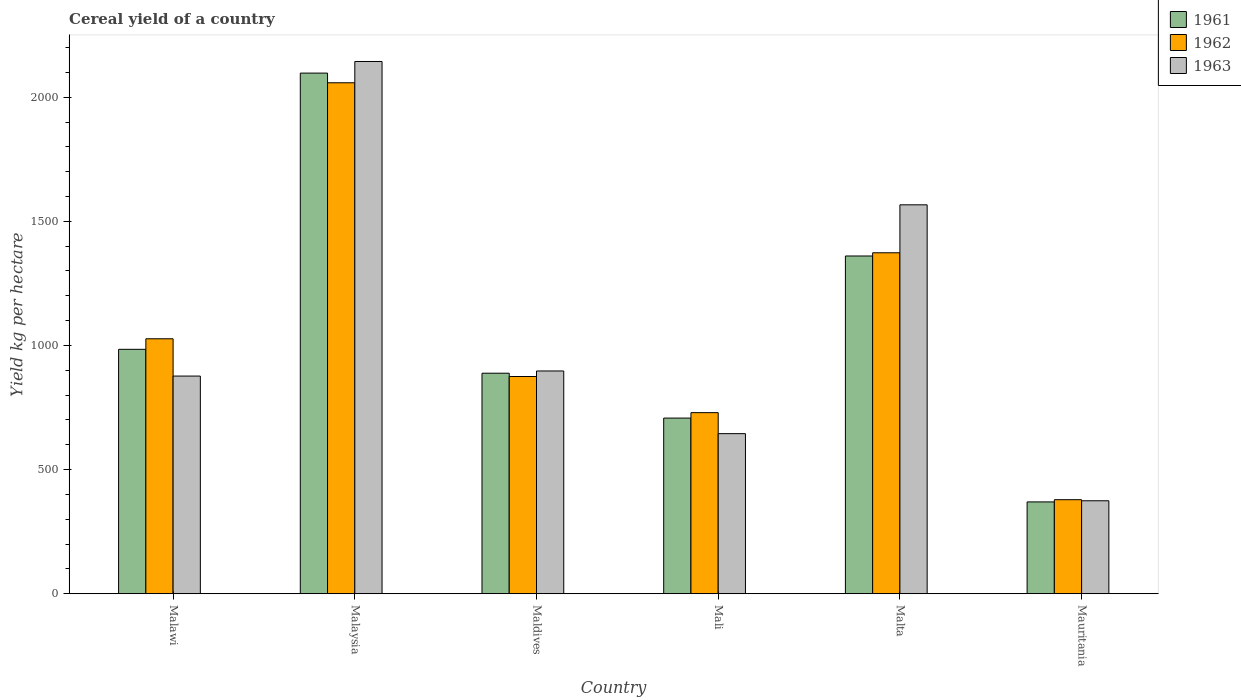 Cereal yield of a country
1961
1962
1963
Yield kg per hectare
2000
1500
1000
500
0
Malawi
Malaysia
Maldives
Mali
Malta
Mauritania
Country